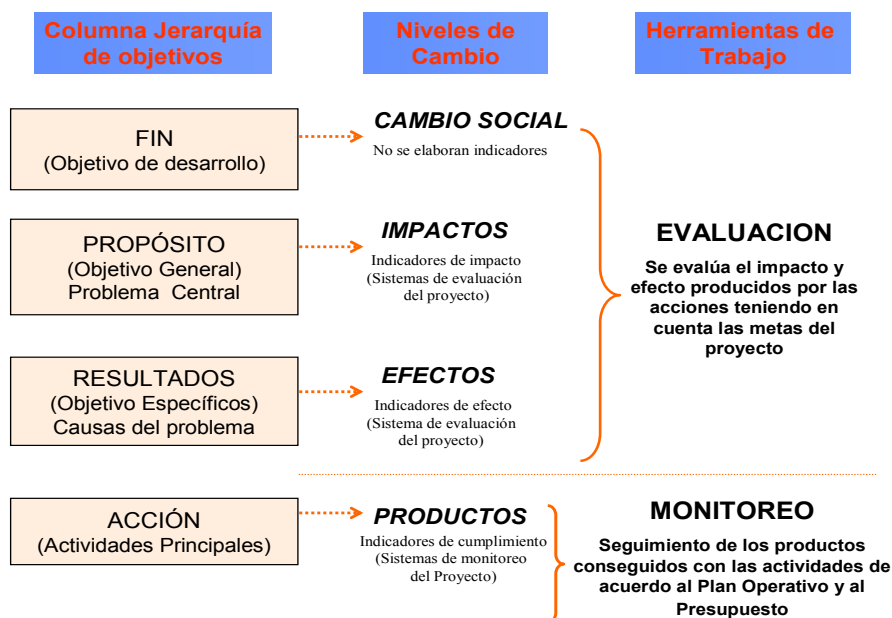 Columna Jerarquía
de objetivos
Niveles de
Cambio
Herramientas de
Trabajo
FIN
(Objetivo de desarrollo)
CAMBIO SOCIAL
No se elaboran indicadores
PROPÓSITO
(Objetivo General)
Problema Central
IMPACTOS
Indicadores de impacto
(Sistemas de evaluación
del proyecto)
EVALUACION
Se evalúa el impacto y
efecto producidos por las
acciones teniendo en
cuenta las metas del
proyecto
RESULTADOS
(Objetivo Específicos)
Causas del problema
EFECTOS
Indicadores de efecto
(Sistema de evaluación
del proyecto)
ACCIÓN
(Actividades Principales)
PRODUCTOS
Indicadores de cumplimiento
(Sistemas de monitoreo
del Proyecto)
MONITOREO
Seguimiento de los productos
conseguidos con las actividades de
acuerdo al Plan Operativo y al
Presupuesto